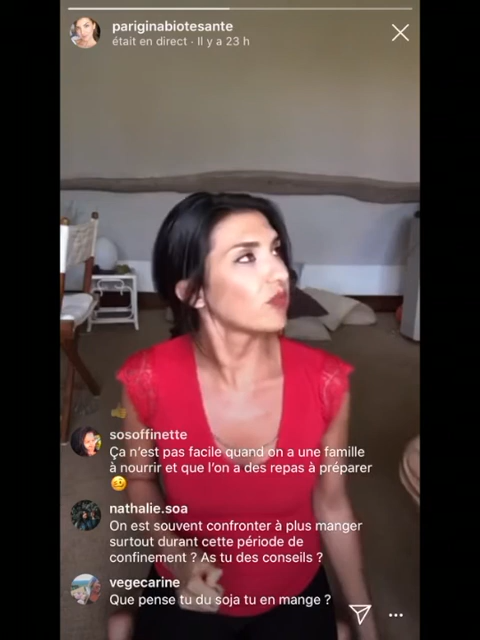 pariginabiotesante
était en direct · Il y a 23 h
sosoffinette
Ça n'est pas facile quand on a une famille
à nourrir et que l'on a des repas à préparer
🥴
nathalie.soa
On est souvent confronter à plus manger
surtout durant cette période de
confinement ? As tu des conseils ?
vegecarine
Que pense tu du soja tu en mange ?